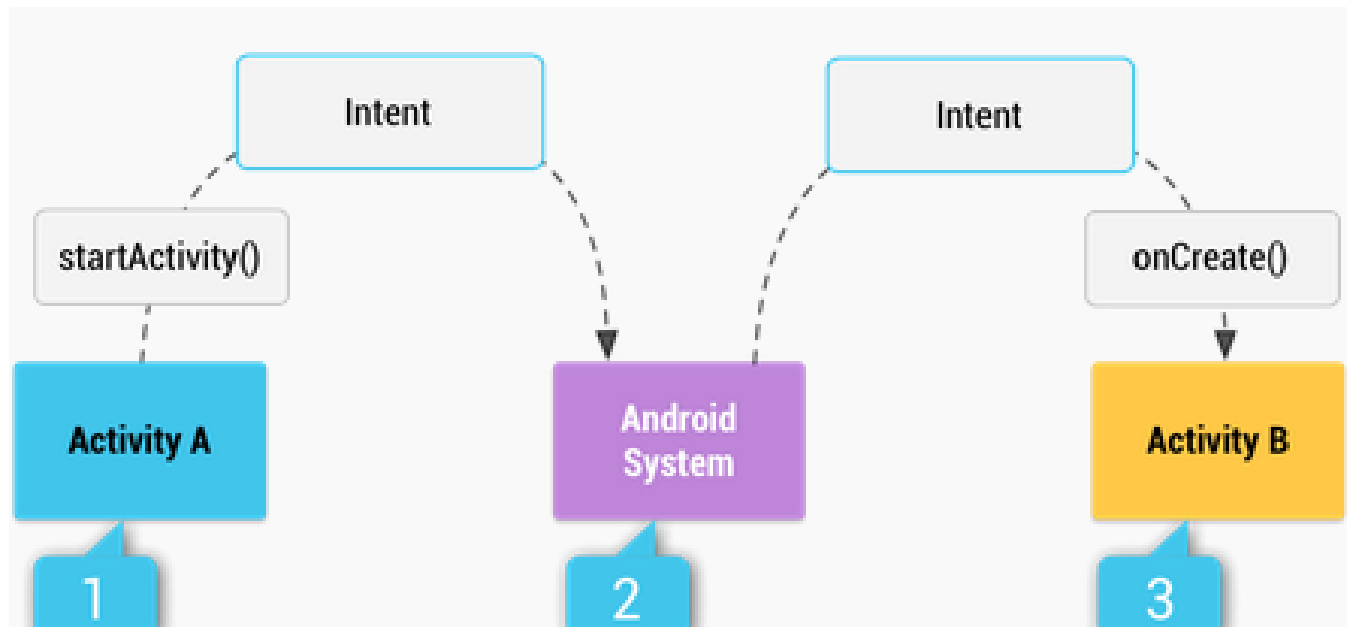 Intent
Intent
startActivity()
onCreate()
Activity A
Android
System
Activity B
1
2
3